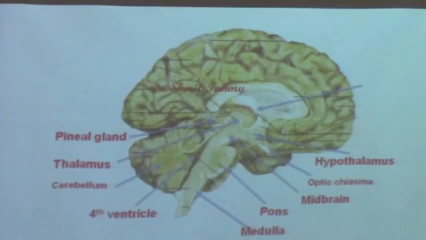 Pineal gland
Thalamus
Cerebellum
4th ventricle
Hypothalamus
Optic chiasma
Midbrain
Pons
Medulla